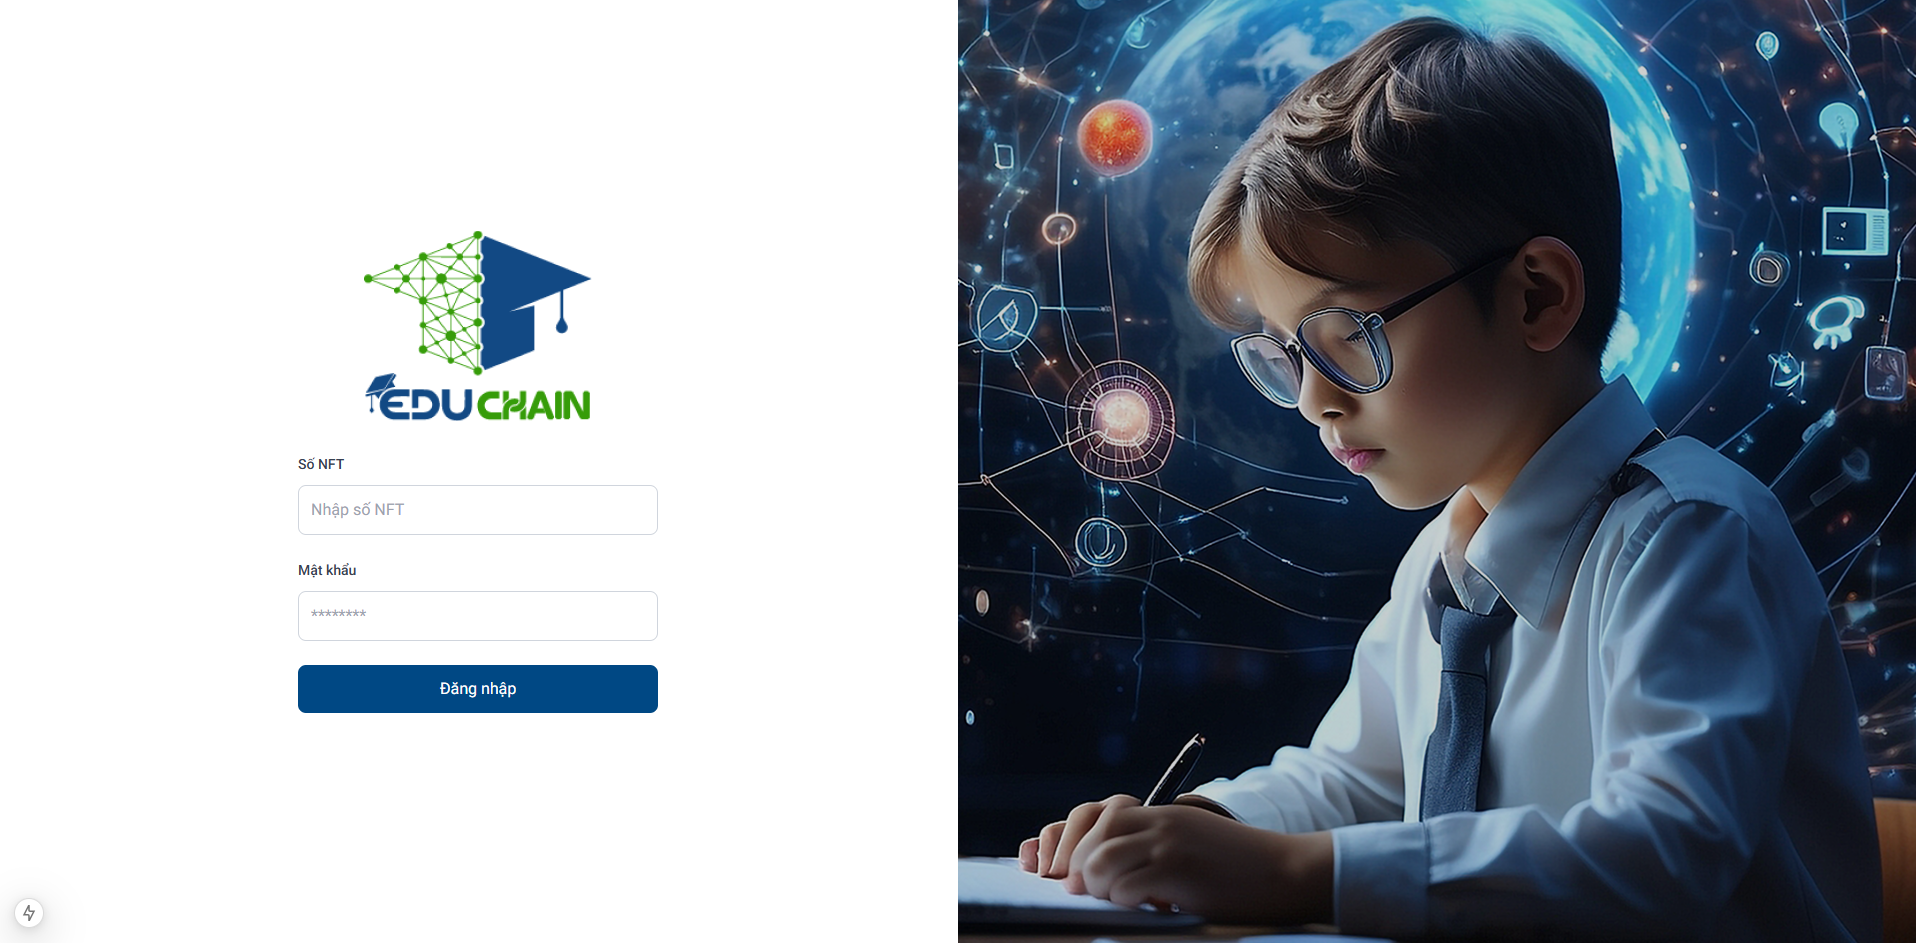 EDUCHAIN
Số NFT
Nhập số NFT
Mật khẩu
********
Đăng nhập